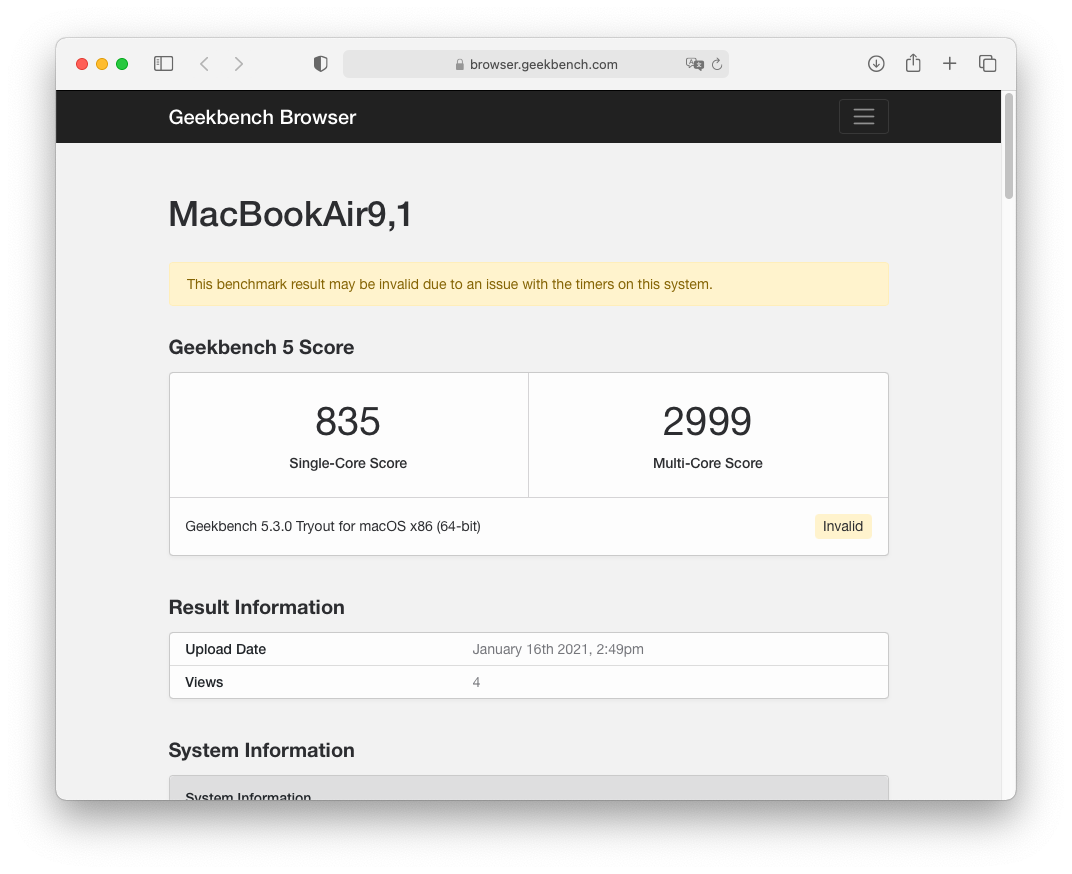 browser.geekbench.com
Geekbench Browser
MacBookAir9,1
This benchmark result may be invalid due to an issue with the timers on this system.
Geekbench 5 Score
835
Single-Core Score
2999
Multi-Core Score
Geekbench 5.3.0 Tryout for macOS x86 (64-bit)
Invalid
Result Information
Upload Date
January 16th 2021, 2:49pm
Views
4
System Information
System Information